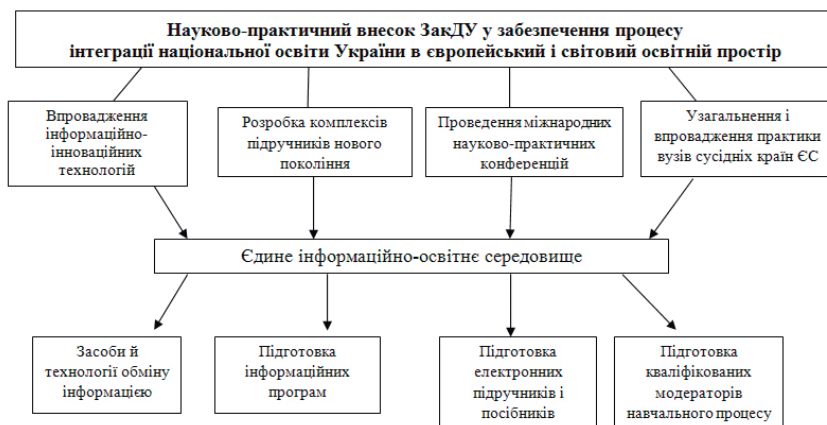 Науково-практичний внесок ЗакДУ у забезпечення процесу
інтеграції національної освіти України в європейський і світовий освітній простір
Впровадження
інформаційно-
інноваційних
технологій
Розробка комплексів
підручників нового
покоління
Проведення міжнародних
науково-практичних
конференцій
Узагальнення і
впровадження практики
вузів сусідніх країн ЄС
Єдине інформаційно-освітнє середовище
Засоби й
технології обміну
інформацією
Підготовка
інформаційних
програм
Підготовка
електронних
підручників і
посібників
Підготовка
кваліфікованих
модераторів
навчального процесу